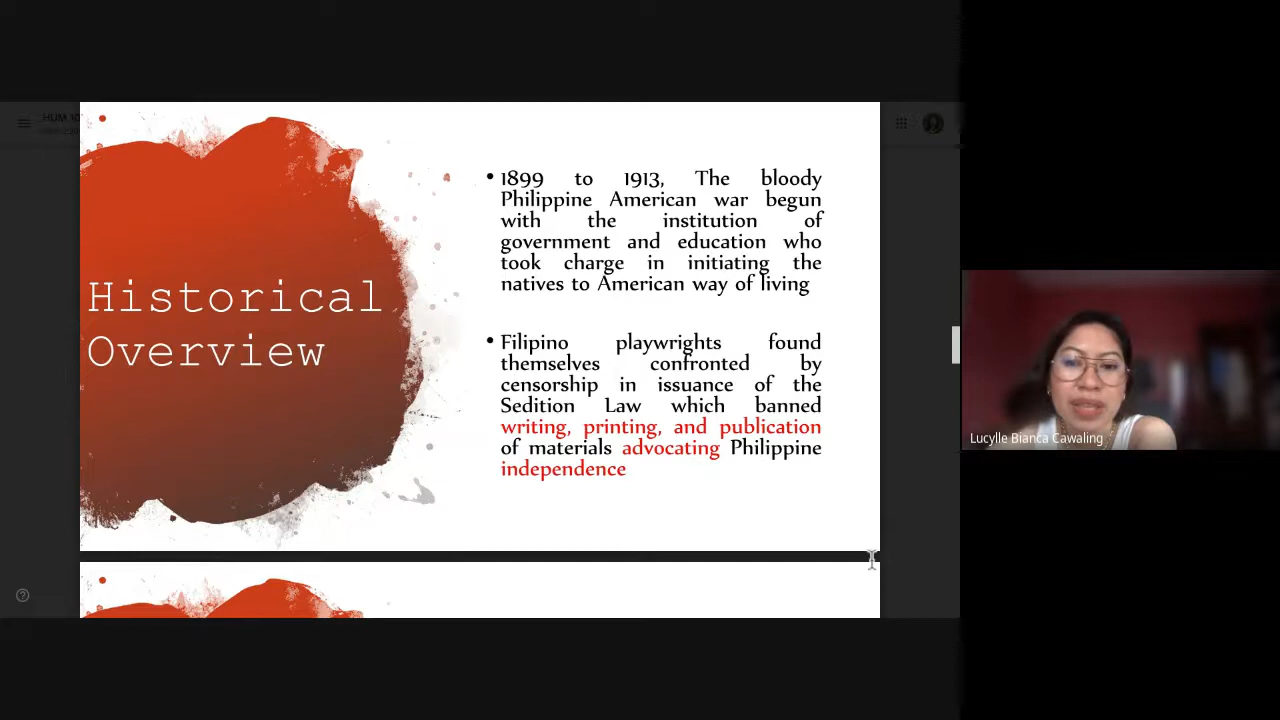 HUM 10
Historical
Overview
• 1899 to 1913, The bloody
Philippine American war begun
with the institution of
government and education who
took charge in initiating the
natives to American way of living
• Filipino playwrights found
themselves confronted by
censorship in issuance of the
Sedition Law which banned
writing, printing, and publication
of materials advocating Philippine
independence
Lucylle Bianca Cawaling